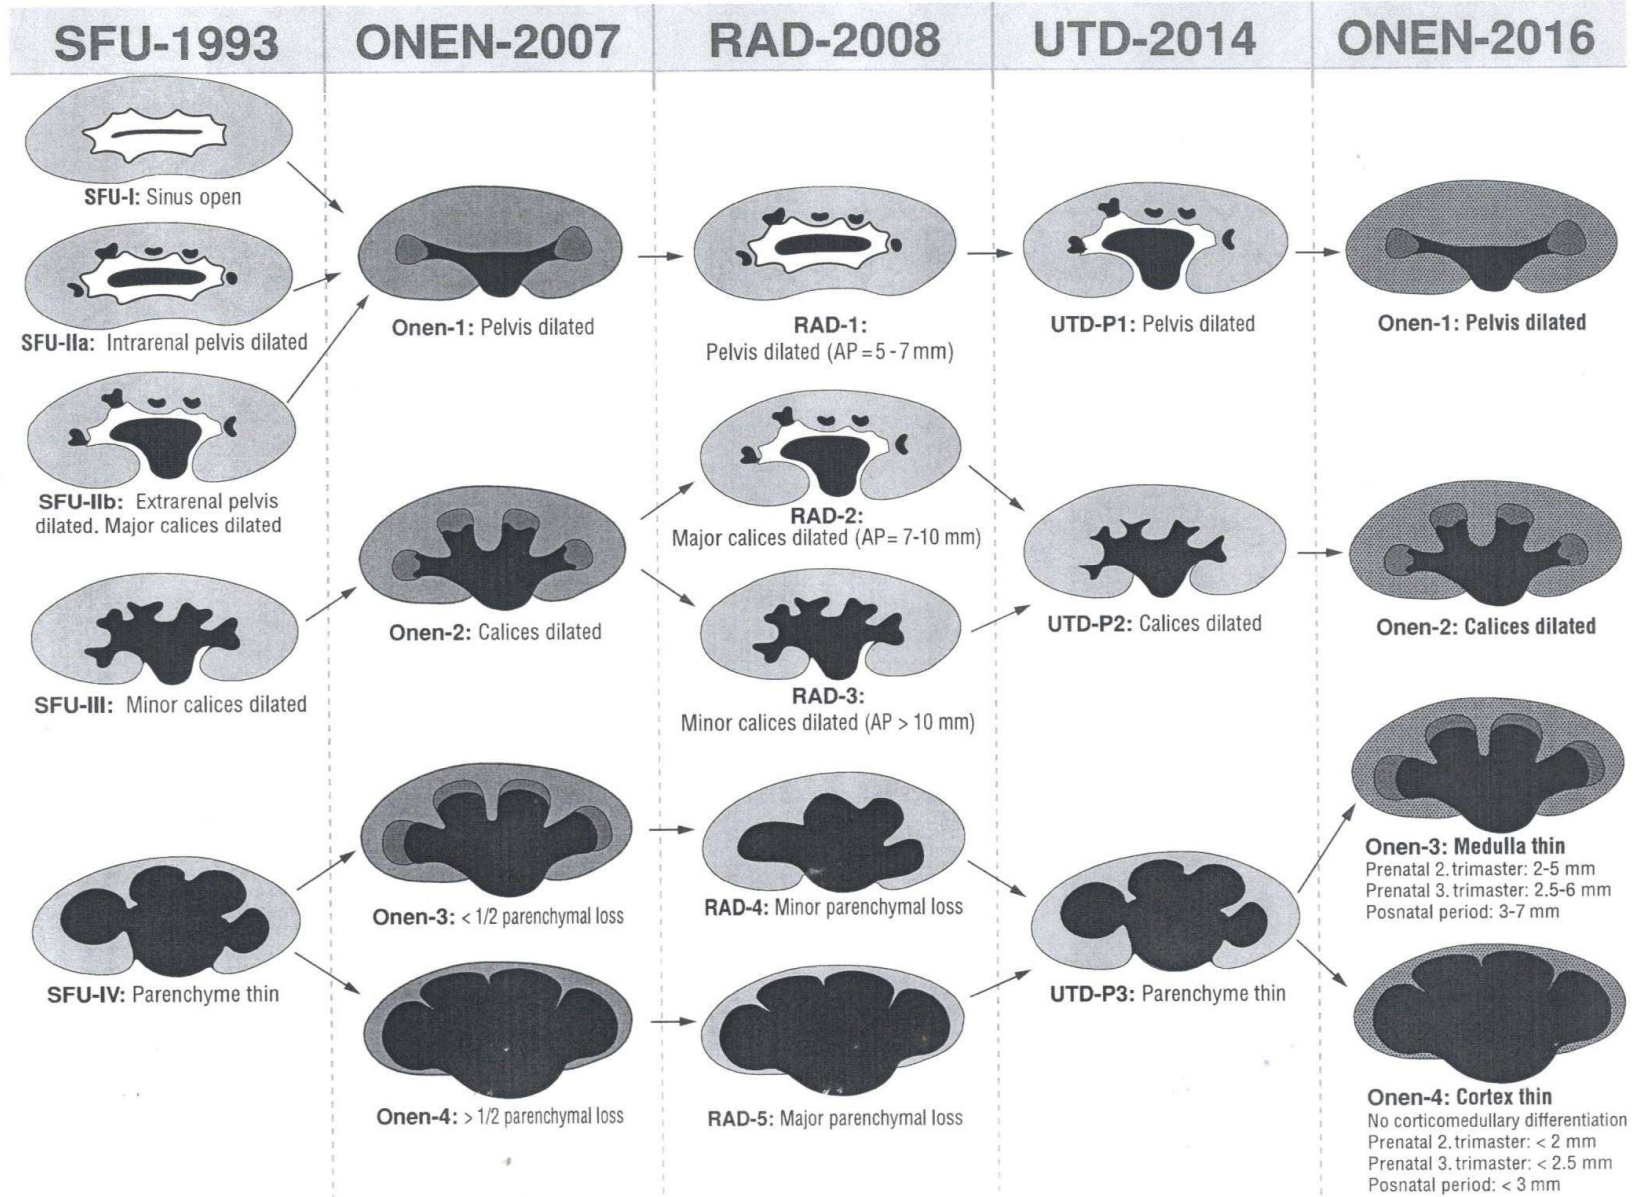 SFU-1993
ONEN-2007
RAD-2008
UTD-2014
ONEN-2016
SFU-I: Sinus open
SFU-IIa: Intrarenal pelvis dilated
SFU-IIb: Extrarenal pelvis
dilated. Major calices dilated
SFU-III: Minor calices dilated
SFU-IV: Parenchyme thin
Onen-1: Pelvis dilated
Onen-2: Calices dilated
Onen-3: < 1/2 parenchymal loss
Onen-4: > 1/2 parenchymal loss
RAD-1:
Pelvis dilated (AP = 5 - 7 mm)
RAD-2:
Major calices dilated (AP= 7-10 mm)
RAD-3:
Minor calices dilated (AP > 10 mm)
RAD-4: Minor parenchymal loss
RAD-5: Major parenchymal loss
UTD-P1: Pelvis dilated
UTD-P2: Calices dilated
UTD-P3: Parenchyme thin
Onen-1: Pelvis dilated
Onen-2: Calices dilated
Onen-3: Medulla thin
Prenatal 2. trimaster: 2-5 mm
Prenatal 3. trimaster: 2.5-6 mm
Posnatal period: 3-7 mm
Onen-4: Cortex thin
No corticomedullary differentiation
Prenatal 2. trimaster: < 2 mm
Prenatal 3. trimaster: < 2.5 mm
Posnatal period: < 3 mm